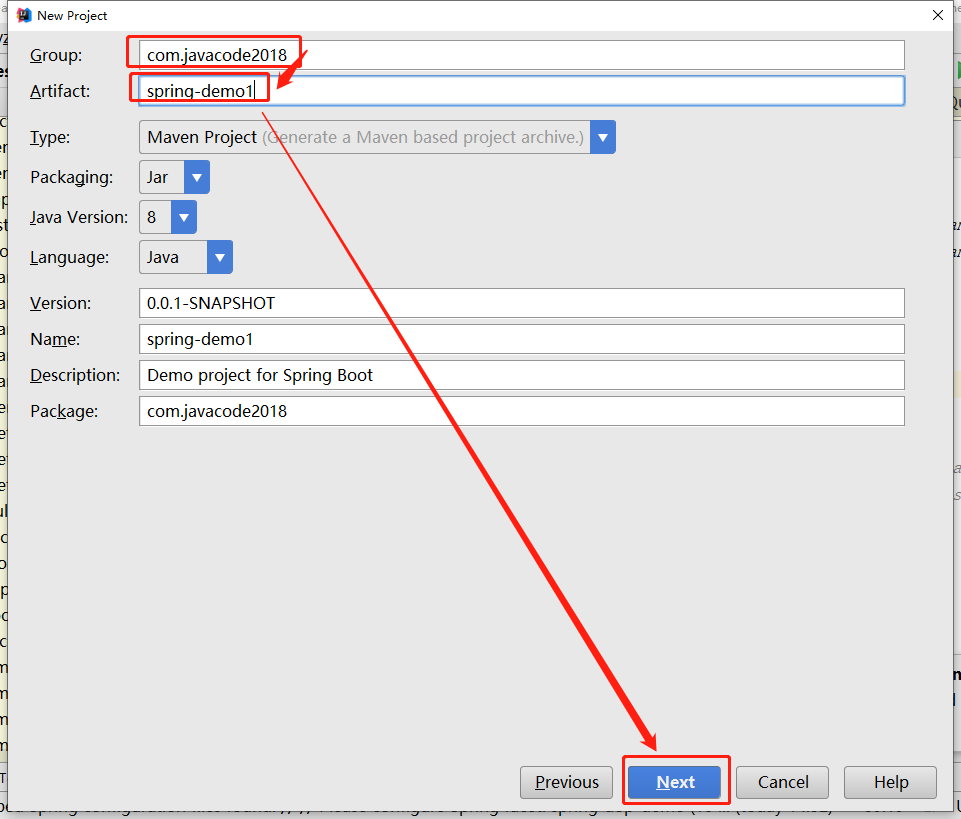 New Project
Group: com.javacode2018
Artifact: spring-demo1
Type: Maven Project (Generate a Maven based project archive.)
Packaging: Jar
Java Version: 8
Language: Java
Version: 0.0.1-SNAPSHOT
Name: spring-demo1
Description: Demo project for Spring Boot
Package: com.javacode2018
Previous Next Cancel Help